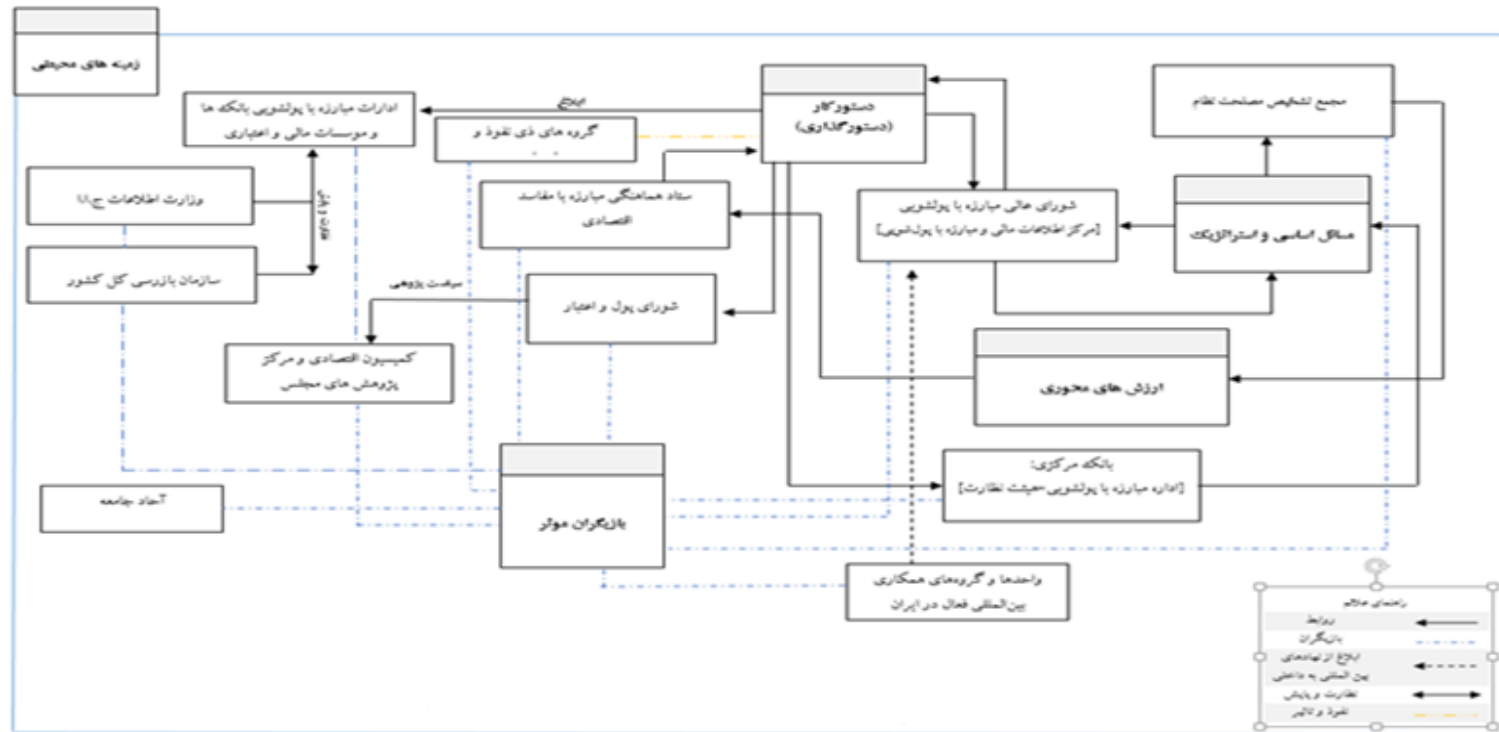 زمینه های محیطی
مجمع تشخیص مصلحت نظام
دستورکار
(دستورگذاری)
ابلاغ
ادارات مبارزه با پولشویی بانک ها
و موسسات مالی و اعتباری
گروه های ذی نفوذ و
شورای عالی مبارزه با پولشویی
[مرکز اطلاعات مالی و مبارزه با پولشویی]
مسائل اساسی و استراتژیک
ستاد هماهنگی مبارزه با مفاسد
اقتصادی
وزارت اطلاعات ج.ا.ا
نظارت و پایش
سازمان بازرسی کل کشور
شورای پول و اعتبار
کمیسیون اقتصادی و مرکز
پژوهش های مجلس
ارزش های محوری
بانک مرکزی:
[اداره مبارزه با پولشویی-هیئت نظارت]
آحاد جامعه
بازیگران موثر
واحدها و گروه‌های همکاری
بین‌المللی فعال در ایران
راهنمای علائم
روابط
بازیگران
ابلاغ از نهادهای
بین المللی به داخلی
نظارت و پایش
نفوذ و تاثیر